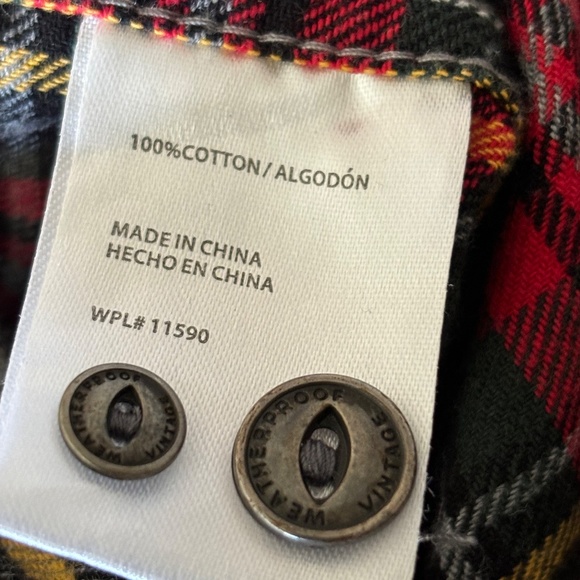 100%COTTON/ALGODÓN
MADE IN CHINA
HECHO EN CHINA
WPL# 11590
WEATHERPROOF VINTAGE
WEATHERPROOF VINTAGE